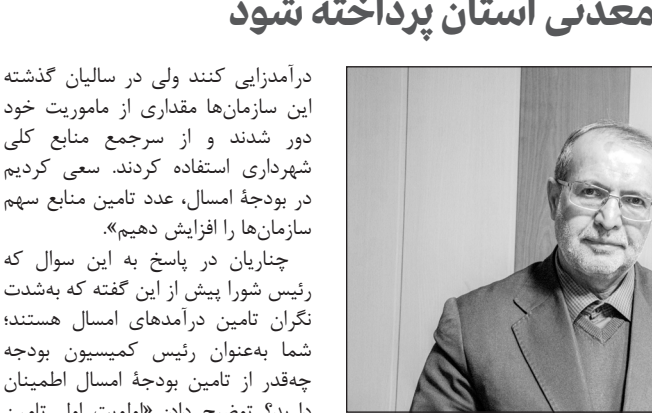 معدنی استان پرداخته شود
درآمدزایی کنند ولی در سالیان گذشته
این سازمان‌ها مقداری از ماموریت خود
دور شدند و از سرجمع منابع کلی
شهرداری استفاده کردند. سعی کردیم
در بودجهٔ امسال، عدد تامین منابع سهم
سازمان‌ها را افزایش دهیم».
چناریان در پاسخ به این سوال که
رئیس شورا پیش از این گفته که به‌شدت
نگران تامین درآمدهای امسال هستند؛
شما به‌عنوان رئیس کمیسیون بودجه
چه‌قدر از تامین بودجهٔ امسال اطمینان
دارید؟ توضیح داد: «اولویت اول تامین